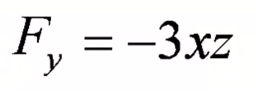 F_y = -3xz